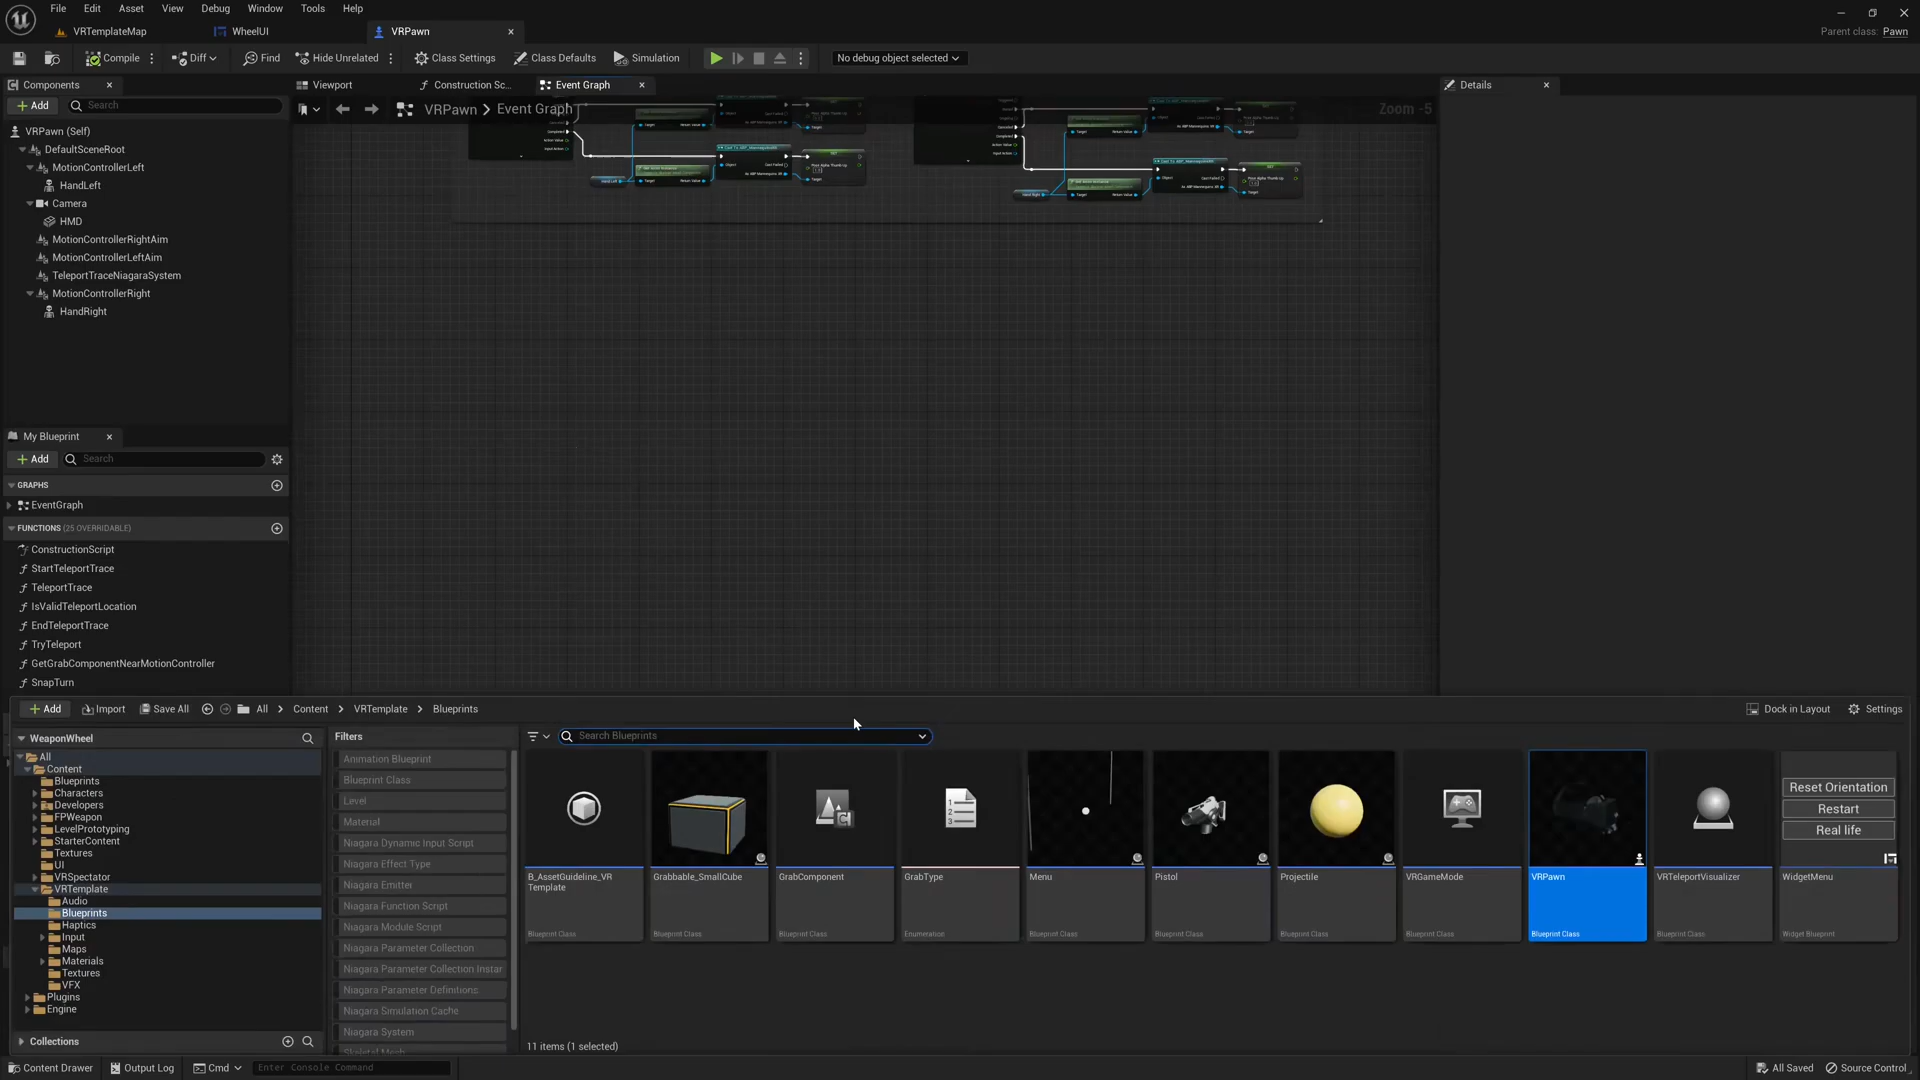 File Edit Asset View Debug Window Tools Help
VRTemplateMap WheelUI VRPawn
Parent class: Pawn
Compile Diff Find Hide Unrelated Class Settings Class Defaults Simulation No debug object selected
Components Viewport Construction Sc... Event Graph Details
Add Search VRPawn > Event Graph Zoom -5
VRPawn (Self)
DefaultSceneRoot
MotionControllerLeft
HandLeft
Camera
HMD
MotionControllerRightAim
MotionControllerLeftAim
TeleportTraceNiagaraSystem
MotionControllerRight
HandRight
My Blueprint
Add Search
GRAPHS
EventGraph
FUNCTIONS (25 OVERRIDABLE)
ConstructionScript
StartTeleportTrace
TeleportTrace
IsValidTeleportLocation
EndTeleportTrace
TryTeleport
GetGrabComponentNearMotionController
SnapTurn
Add Import Save All All > Content > VRTemplate > Blueprints Dock in Layout Settings
WeaponWheel
All
Content
Blueprints
Characters
Developers
FPWeapon
LevelPrototyping
StarterContent
Textures
UI
VRSpectator
VRTemplate
Audio
Blueprints
Haptics
Input
Maps
Materials
Textures
VFX
Plugins
Engine
Collections
Filters
Animation Blueprint
Blueprint Class
Level
Material
Niagara Dynamic Input Script
Niagara Effect Type
Niagara Emitter
Niagara Function Script
Niagara Module Script
Niagara Parameter Collection
Niagara Parameter Collection Instar
Niagara Parameter Definitions
Niagara Simulation Cache
Niagara System
Skeletal Mesh
Search Blueprints
Reset Orientation
Restart
Real life
B_AssetGuideline_VR
Template
Blueprint Class
Grabbable_SmallCube
Blueprint Class
GrabComponent
Blueprint Class
GrabType
Enumeration
Menu
Blueprint Class
Pistol
Blueprint Class
Projectile
Blueprint Class
VRGameMode
Blueprint Class
VRPawn
Blueprint Class
VRTeleportVisualizer
Blueprint Class
WidgetMenu
Widget Blueprint
11 items (1 selected)
Content Drawer Output Log Cmd Enter Console Command All Saved Source Control